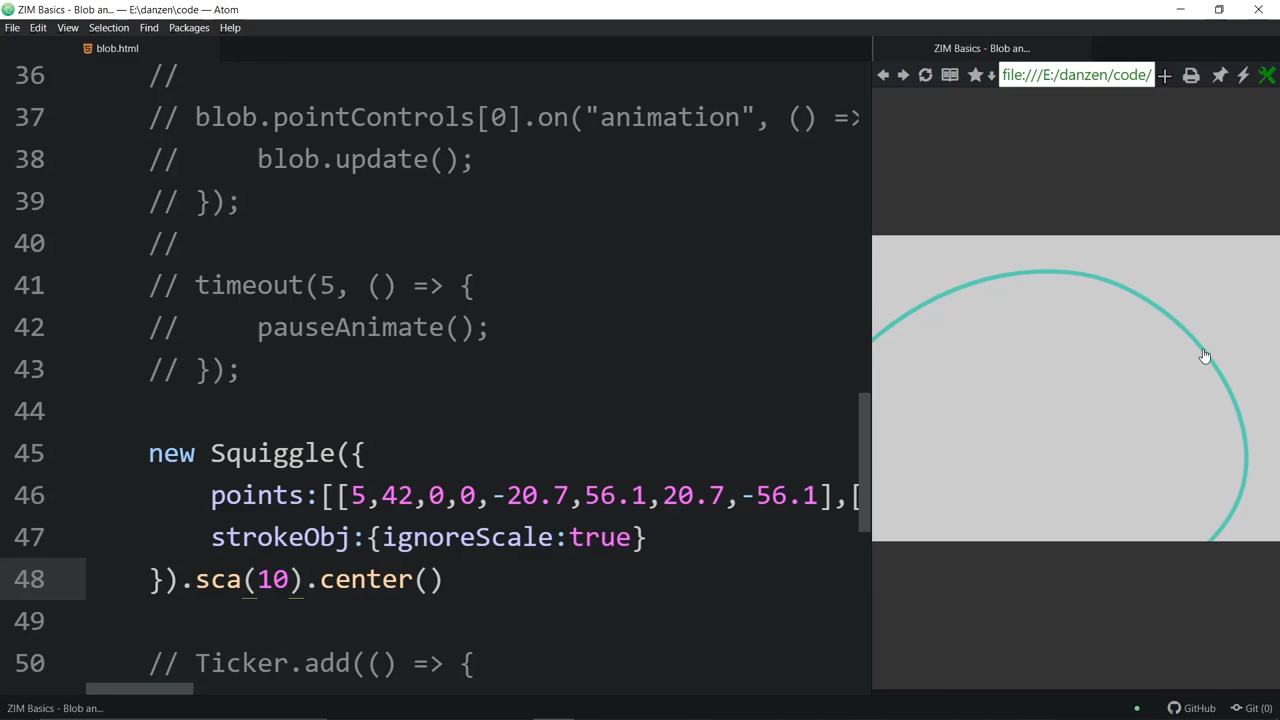 ZIM Basics - Blob an... — E:\danzen\code — Atom
File Edit View Selection Find Packages Help
blob.html
ZIM Basics - Blob an...
file:///E:/danzen/code/
36 //
37 // blob.pointControls[0].on("animation", () =>
38 // blob.update();
39 // });
40 //
41 // timeout(5, () => {
42 // pauseAnimate();
43 // });
44
45 new Squiggle({
46 points:[[5,42,0,0,-20.7,56.1,20.7,-56.1],[
47 strokeObj:{ignoreScale:true}
48 }).sca(10).center()
49
50 // Ticker.add(() => {
ZIM Basics - Blob an...
GitHub
Git (0)